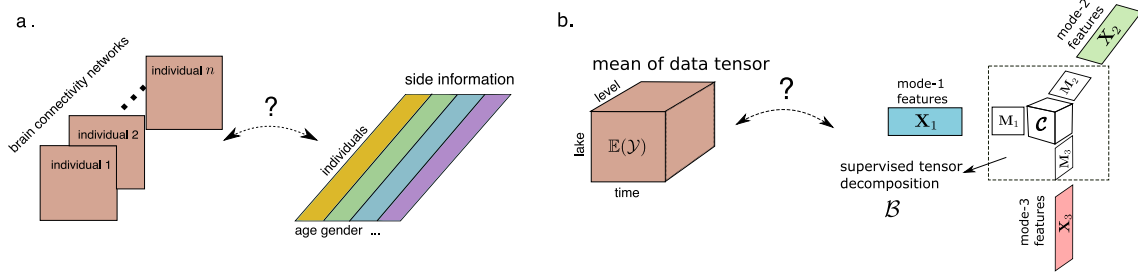 a.
brain connectivity networks
individual n
individual 2
individual 1
?
side information
individuals
age gender ...
b.
mean of data tensor
level
lake
𝔼(𝒴)
time
?
mode-1
features
X₁
mode-2
features
X₂
M₁
M₂
𝒞
M₃
supervised tensor
decomposition
ℬ
mode-3
features
X₃